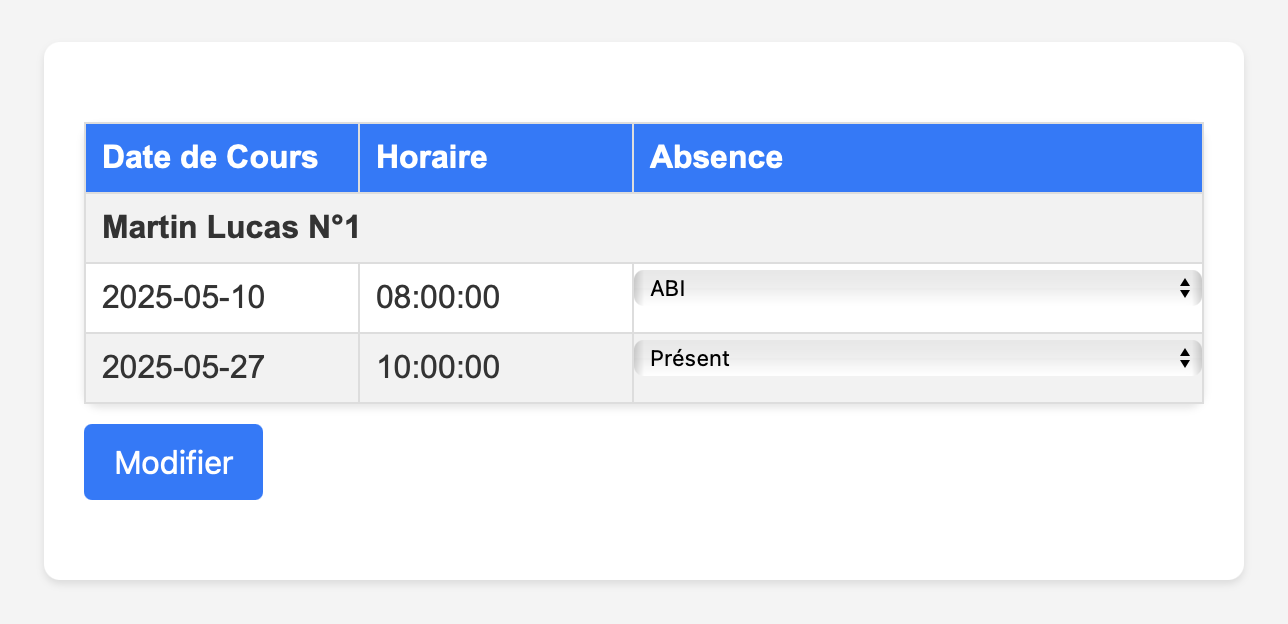 Date de Cours Horaire Absence
Martin Lucas N°1
2025-05-10 08:00:00 ABI
2025-05-27 10:00:00 Présent
Modifier